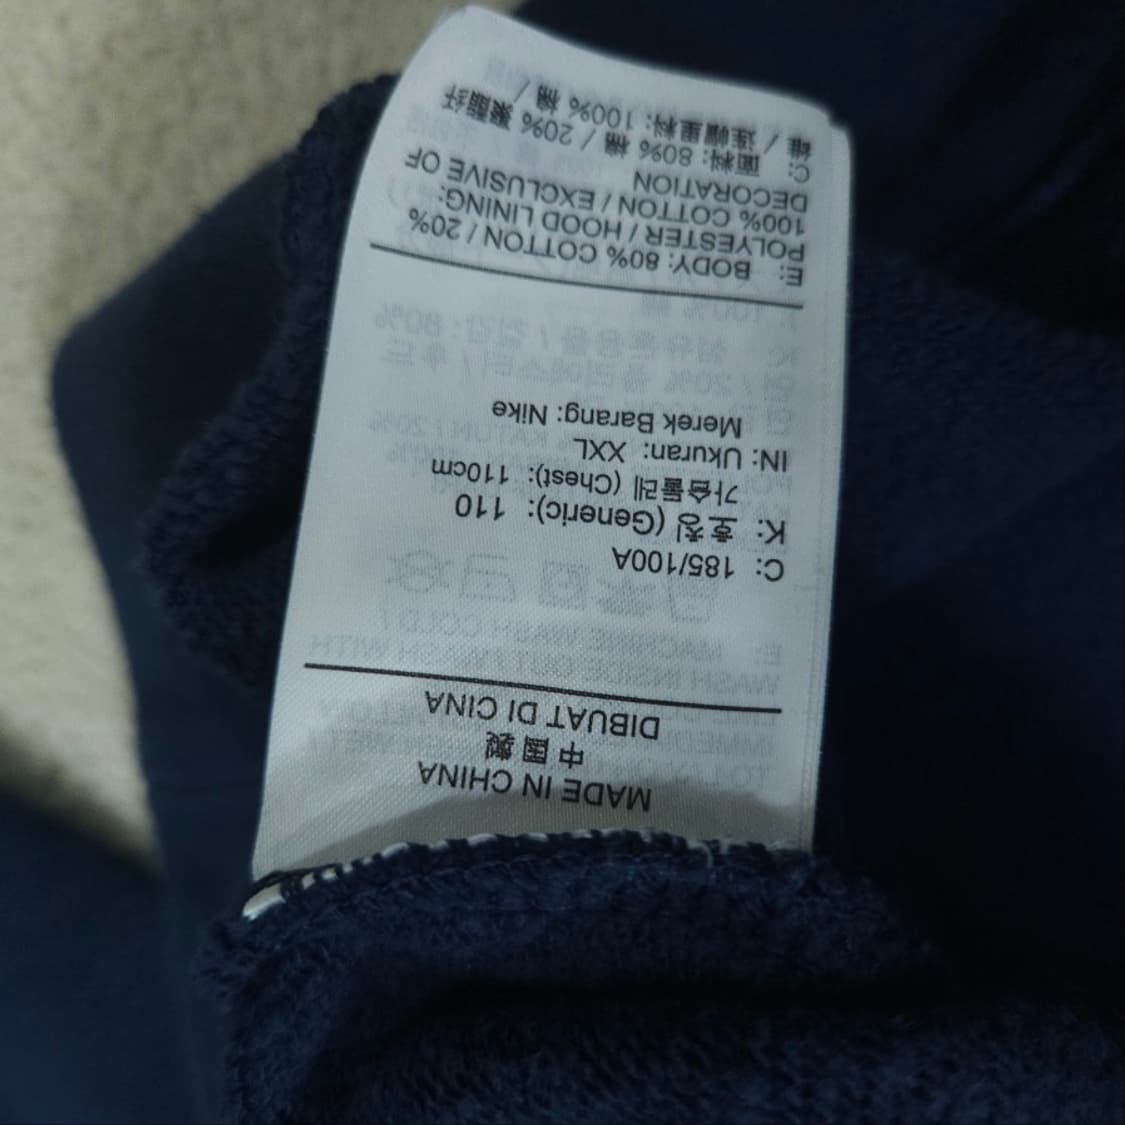 MADE IN CHINA
中 国 製
DIBUAT DI CINA
C: 185/100A
K: 호칭 (Generic): 110
가슴둘레 (Chest): 110cm
IN: Ukuran: XXL
Merek Barang: Nike
E: BODY: 80% COTTON / 20%
POLYESTER / HOOD LINING:
100% COTTON / EXCLUSIVE OF
DECORATION
C: 面料: 80% 棉 / 20% 聚酯纤
维 / 连帽里料: 100% 棉 /